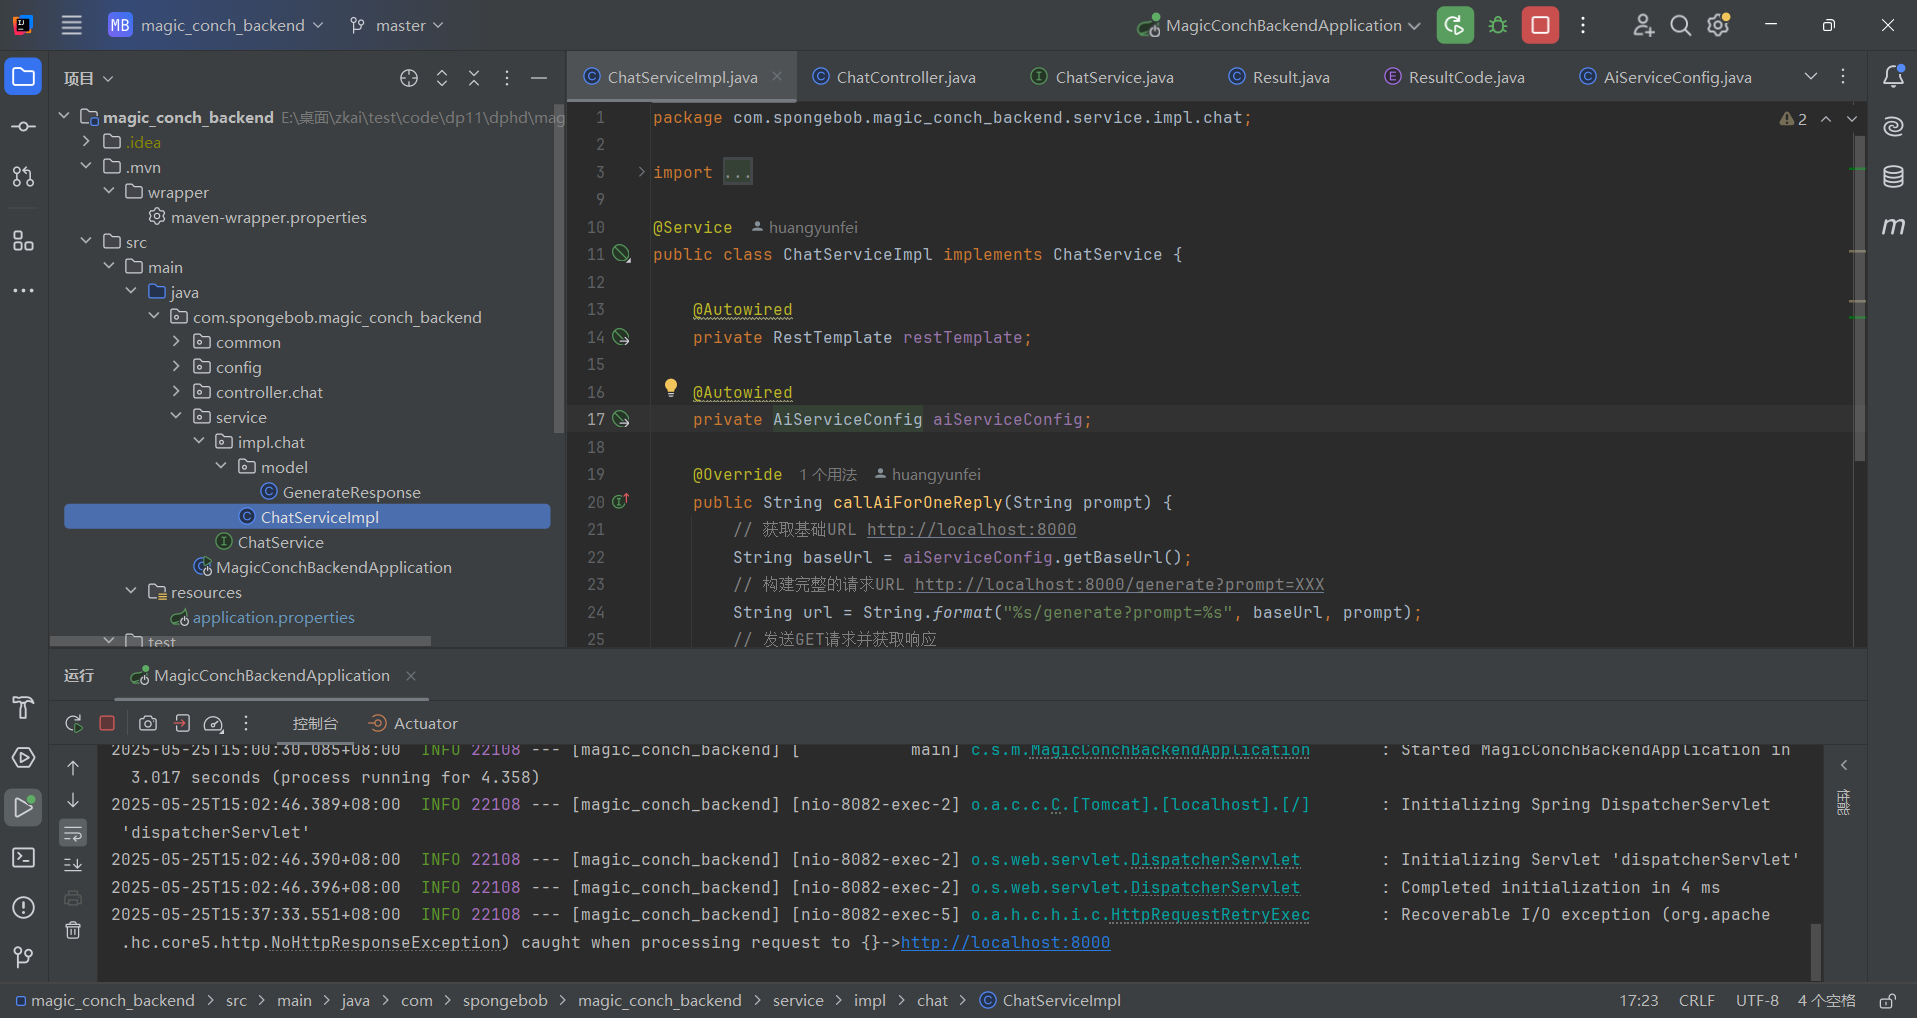 MB magic_conch_backend master MagicConchBackendApplication
项目
ChatServiceImpl.java ChatController.java ChatService.java Result.java ResultCode.java AiServiceConfig.java
magic_conch_backend E:\桌面\zkai\test\code\dp11\dphd\mag
.idea
.mvn
wrapper
maven-wrapper.properties
src
main
java
com.spongebob.magic_conch_backend
common
config
controller.chat
service
impl.chat
model
GenerateResponse
ChatServiceImpl
ChatService
MagicConchBackendApplication
resources
application.properties
test
2
1 package com.spongebob.magic_conch_backend.service.impl.chat;
2
3 import ...
9
10 @Service huangyunfei
11 public class ChatServiceImpl implements ChatService {
12
13 @Autowired
14 private RestTemplate restTemplate;
15
16 @Autowired
17 private AiServiceConfig aiServiceConfig;
18
19 @Override 1 个用法 huangyunfei
20 public String callAiForOneReply(String prompt) {
21 // 获取基础URL http://localhost:8000
22 String baseUrl = aiServiceConfig.getBaseUrl();
23 // 构建完整的请求URL http://localhost:8000/generate?prompt=XXX
24 String url = String.format("%s/generate?prompt=%s", baseUrl, prompt);
25 // 发送GET请求并获取响应
运行 MagicConchBackendApplication
控制台 Actuator
2025-05-25T15:00:30.085+08:00 INFO 22108 --- [magic_conch_backend] [ main] c.s.m.MagicConchBackendApplication : Started MagicConchBackendApplication in
3.017 seconds (process running for 4.358)
2025-05-25T15:02:46.389+08:00 INFO 22108 --- [magic_conch_backend] [nio-8082-exec-2] o.a.c.c.C.[Tomcat].[localhost].[/] : Initializing Spring DispatcherServlet
'dispatcherServlet'
2025-05-25T15:02:46.390+08:00 INFO 22108 --- [magic_conch_backend] [nio-8082-exec-2] o.s.web.servlet.DispatcherServlet : Initializing Servlet 'dispatcherServlet'
2025-05-25T15:02:46.396+08:00 INFO 22108 --- [magic_conch_backend] [nio-8082-exec-2] o.s.web.servlet.DispatcherServlet : Completed initialization in 4 ms
2025-05-25T15:37:33.551+08:00 INFO 22108 --- [magic_conch_backend] [nio-8082-exec-5] o.a.h.c.h.i.c.HttpRequestRetryExec : Recoverable I/O exception (org.apache
.hc.core5.http.NoHttpResponseException) caught when processing request to {}->http://localhost:8000
性能
magic_conch_backend > src > main > java > com > spongebob > magic_conch_backend > service > impl > chat > ChatServiceImpl 17:23 CRLF UTF-8 4 个空格